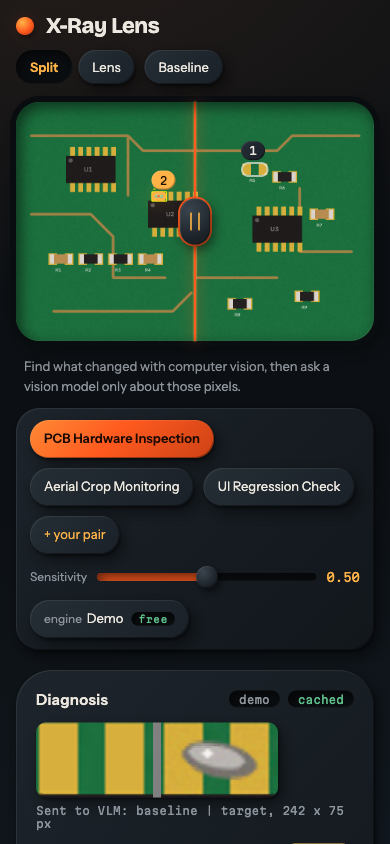 X-Ray Lens
Split
Lens
Baseline
1
2
U1
U2
U3
R1
R2
R3
R4
Find what changed with computer vision, then ask a
vision model only about those pixels.
PCB Hardware Inspection
Aerial Crop Monitoring
UI Regression Check
+ your pair
Sensitivity
0.50
engine Demo free
Diagnosis
demo
cached
Sent to VLM: baseline | target, 242 x 75
px